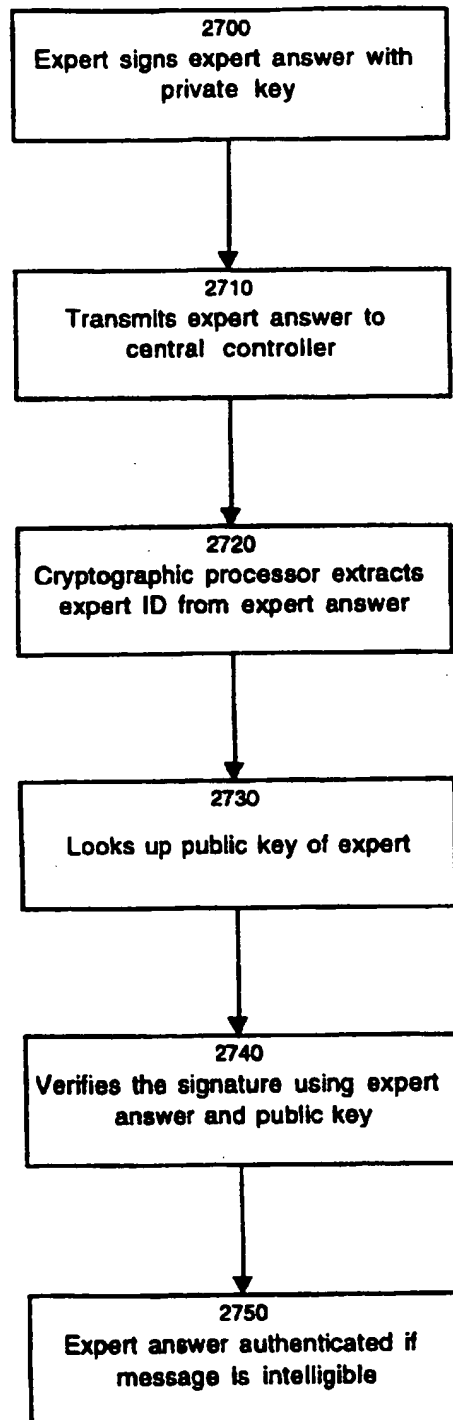 2700
Expert signs expert answer with
private key
2710
Transmits expert answer to
central controller
2720
Cryptographic processor extracts
expert ID from expert answer
2730
Looks up public key of expert
2740
Verifies the signature using expert
answer and public key
2750
Expert answer authenticated if
message is intelligible